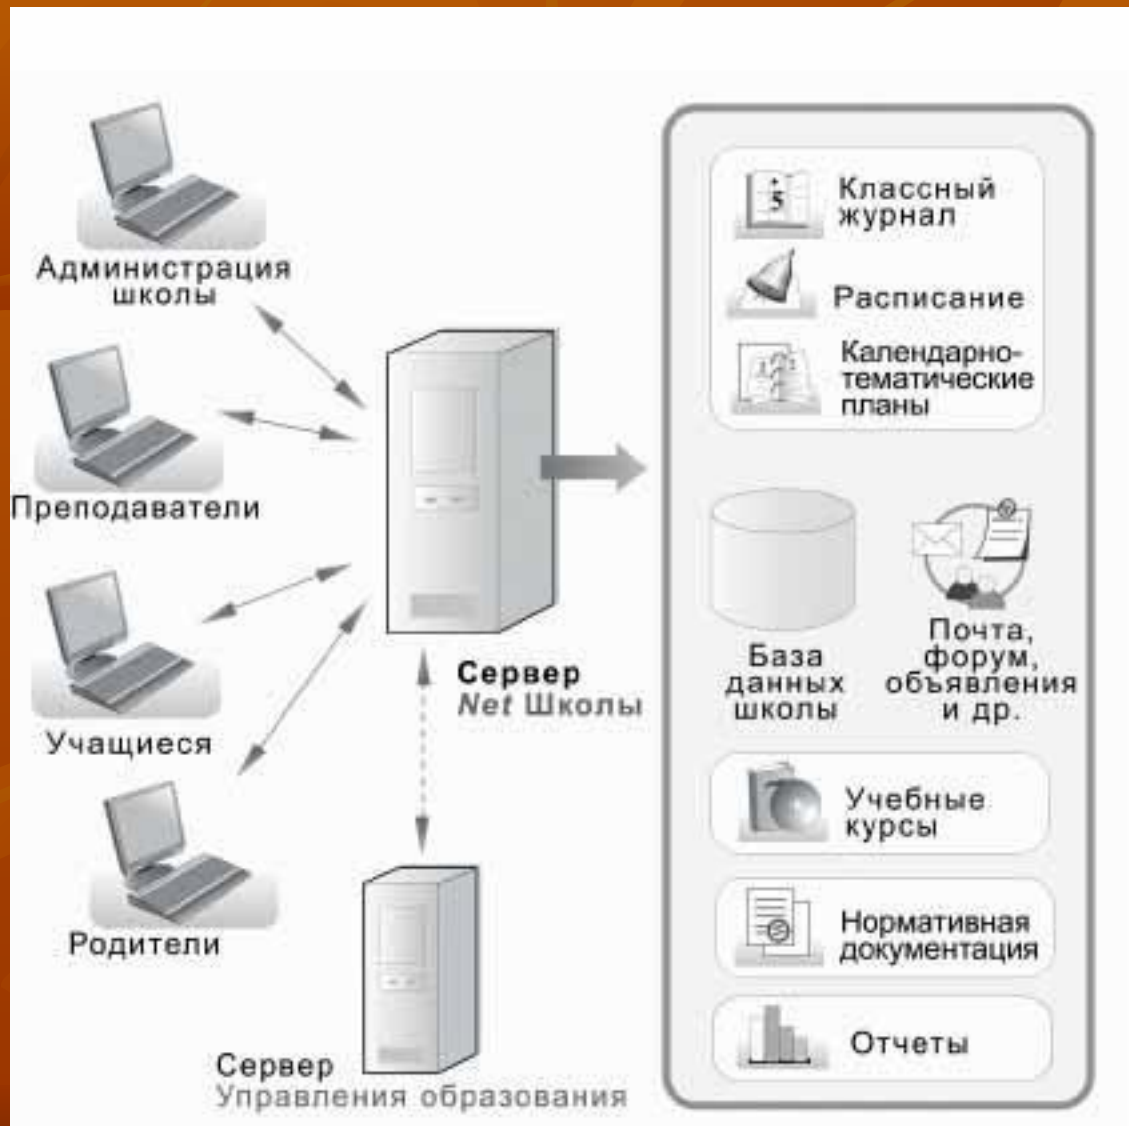 Администрация
школы
Преподаватели
Учащиеся
Родители
Сервер
Net Школы
Сервер
Управления образования
5
Классный
журнал
Расписание
Календарно-
тематические
планы
База
данных
школы
Почта,
форум,
объявления
и др.
Учебные
курсы
Нормативная
документация
Отчеты